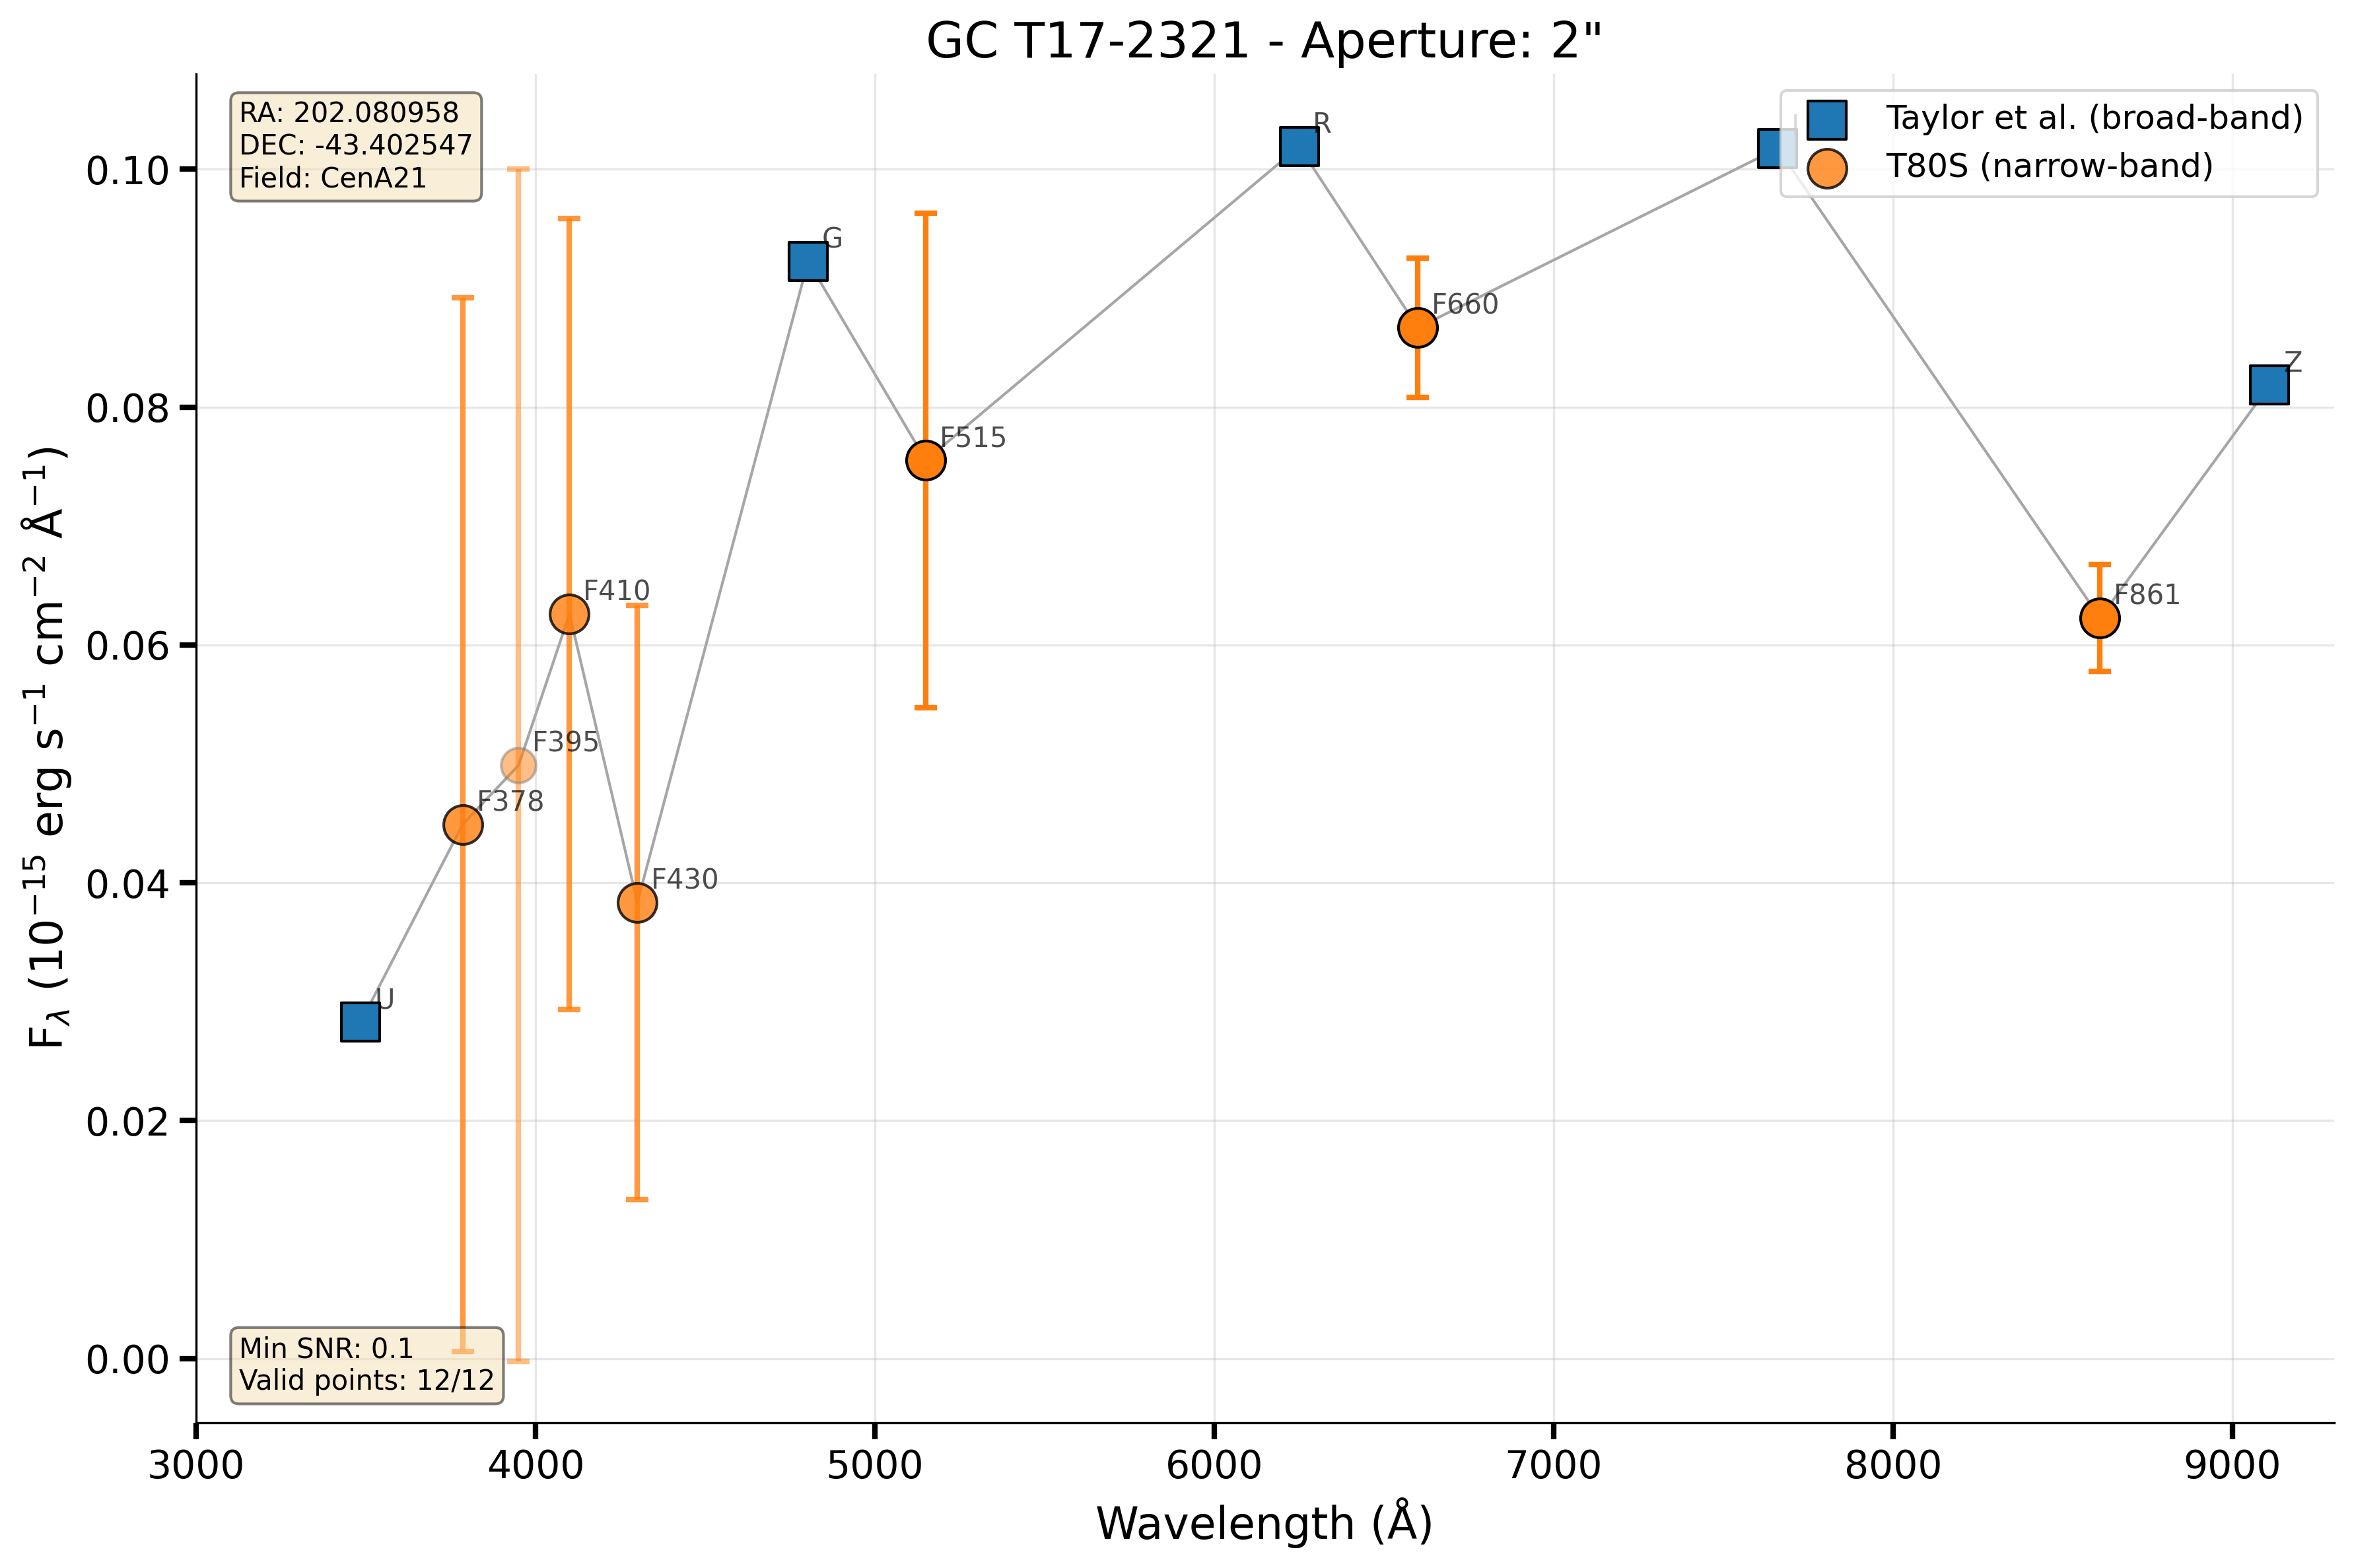 GC T17-2321 - Aperture: 2"
RA: 202.080958
DEC: -43.402547
Field: CenA21
Taylor et al. (broad-band)
T80S (narrow-band)
R
G
Z
F660
F515
F861
F410
F395
F378
F430
U
Min SNR: 0.1
Valid points: 12/12
0.10
0.08
0.06
0.04
0.02
0.00
F_λ (10^−15 erg s^−1 cm^−2 Å^−1)
3000 4000 5000 6000 7000 8000 9000
Wavelength (Å)